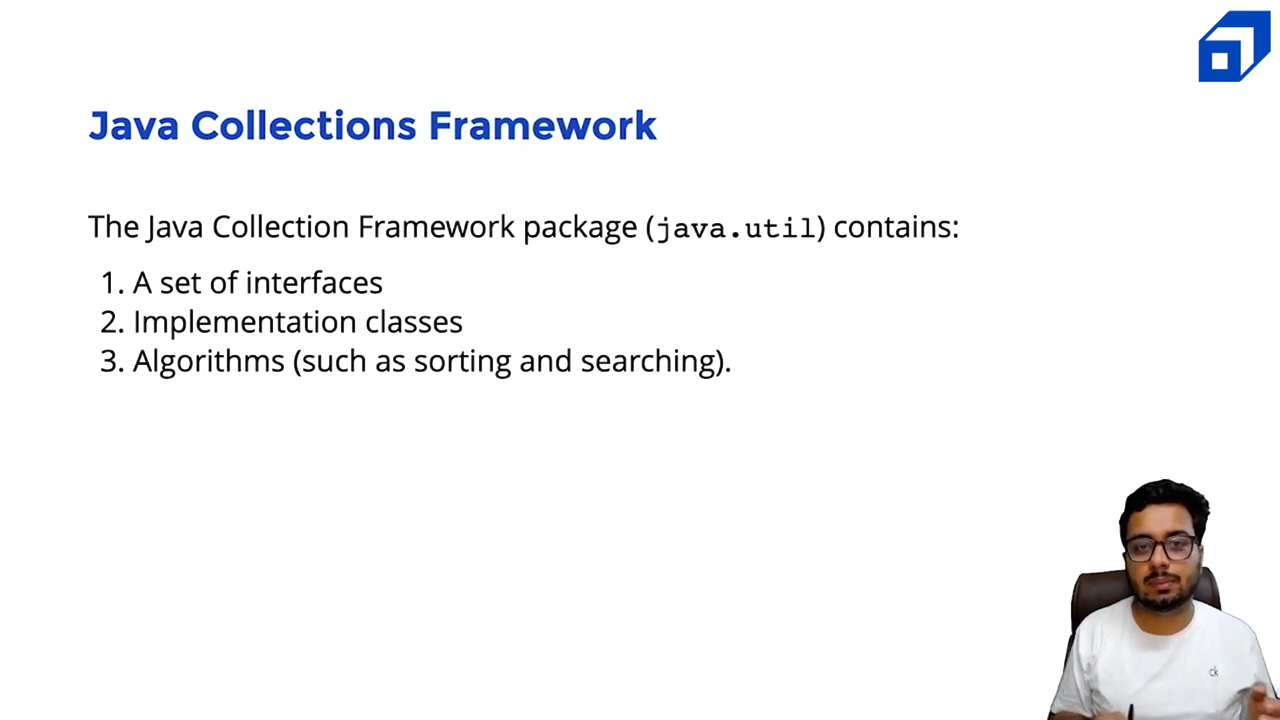 Java Collections Framework
The Java Collection Framework package (java.util) contains:
1. A set of interfaces
2. Implementation classes
3. Algorithms (such as sorting and searching).
ck